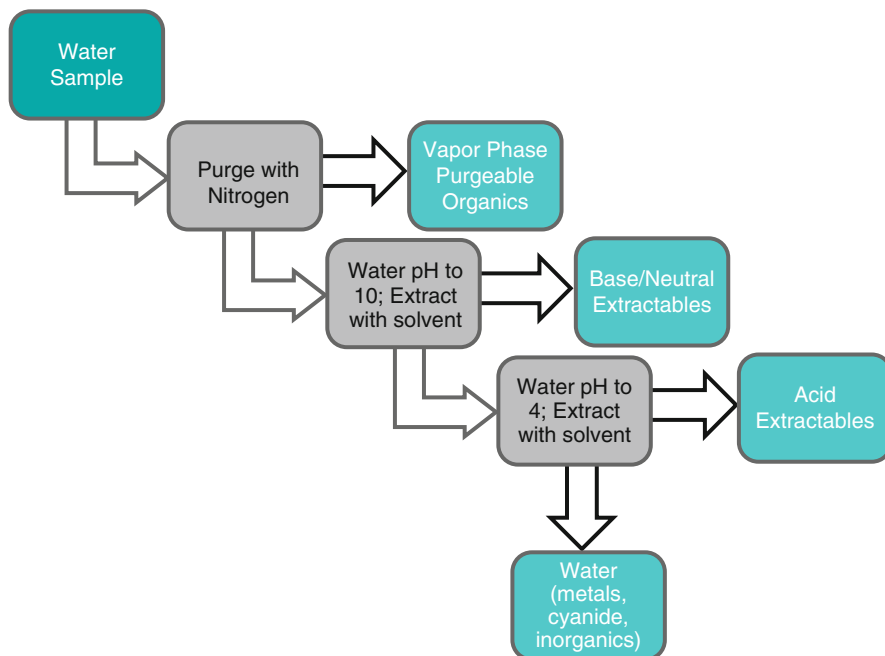 Water
Sample
Purge with
Nitrogen
Vapor Phase
Purgeable
Organics
Water pH to
10; Extract
with solvent
Base/Neutral
Extractables
Water pH to
4; Extract
with solvent
Acid
Extractables
Water
(metals,
cyanide,
inorganics)